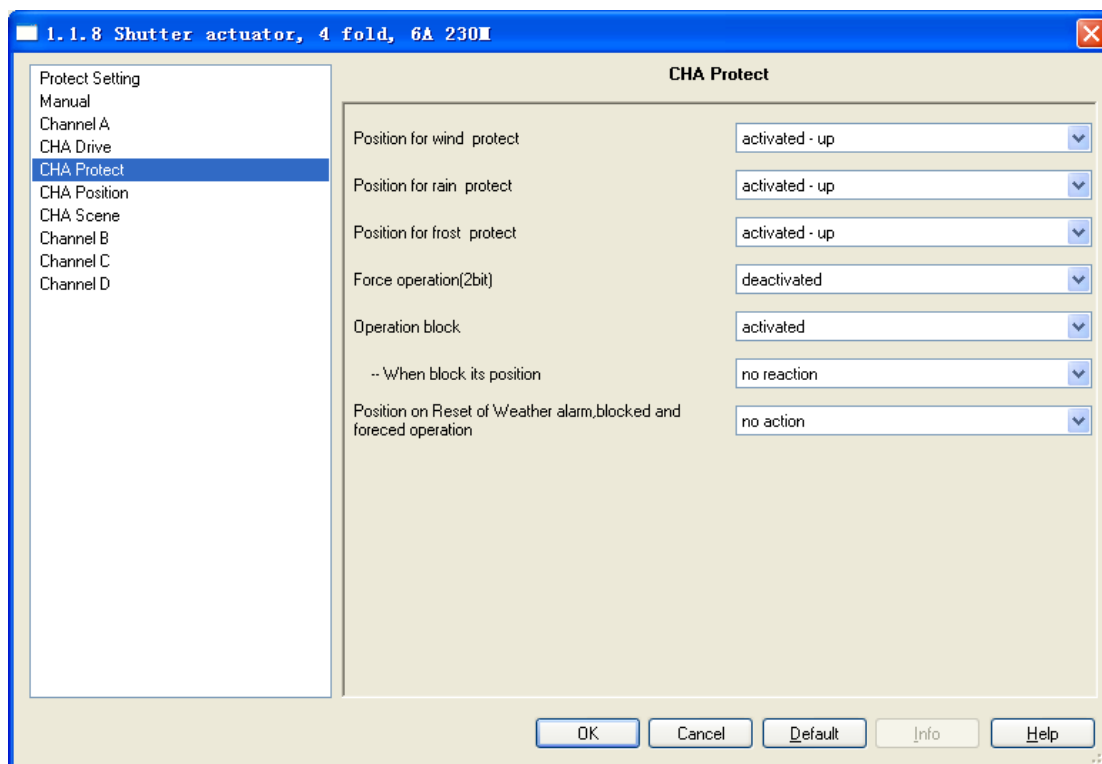 1.1.8 Shutter actuator, 4 fold, 6A 230M
Protect Setting
Manual
Channel A
CHA Drive
CHA Protect
CHA Position
CHA Scene
Channel B
Channel C
Channel D
CHA Protect
Position for wind protect
activated - up
Position for rain protect
activated - up
Position for frost protect
activated - up
Force operation(2bit)
deactivated
Operation block
activated
-- When block its position
no reaction
Position on Reset of Weather alarm,blocked and
foreced operation
no action
OK
Cancel
Default
Info
Help